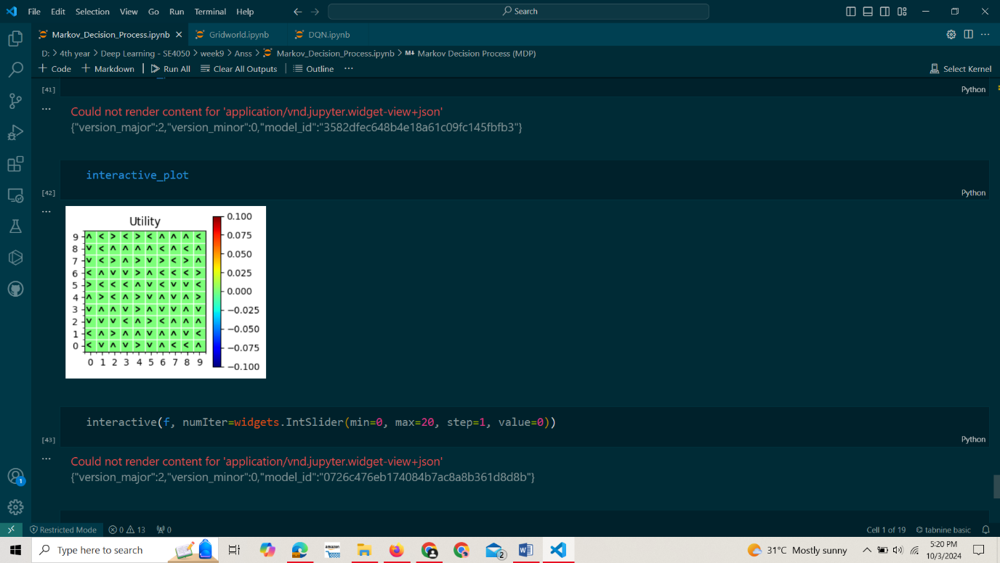 File Edit Selection View Go Run Terminal Help Search
Markov_Decision_Process.ipynb Gridworld.ipynb DQN.ipynb
D: > 4th year > Deep Learning - SE4050 > week9 > Anss > Markov_Decision_Process.ipynb > M↓ Markov Decision Process (MDP)
+ Code + Markdown Run All Clear All Outputs Outline ... Select Kernel
[41] Python
Could not render content for 'application/vnd.jupyter.widget-view+json'
{"version_major":2,"version_minor":0,"model_id":"3582dfec648b4e18a61c09fc145fbfb3"}
interactive_plot
[42] Python
Utility
9 ^ < > < > < ^ ^ ^ <
8 v < ^ ^ ^ ^ < ^ < ^
7 v < > ^ > v > < > ^
6 < ^ v v > ^ < < < >
5 > < < < ^ v < v v <
4 ^ > < ^ > v ^ v ^ >
3 v ^ ^ v > ^ v v ^ v
2 v v v < ^ > < ^ ^ ^
1 < ^ > ^ ^ v ^ ^ v <
0 < v ^ v > v ^ < < ^
0 1 2 3 4 5 6 7 8 9
0.100
0.075
0.050
0.025
0.000
−0.025
−0.050
−0.075
−0.100
interactive(f, numIter=widgets.IntSlider(min=0, max=20, step=1, value=0))
[43] Python
Could not render content for 'application/vnd.jupyter.widget-view+json'
{"version_major":2,"version_minor":0,"model_id":"0726c476eb174084b7ac8a8b361d8d8b"}
1
Restricted Mode 0 13 0 Cell 1 of 19 tabnine basic
Type here to search amazon 2 31°C Mostly sunny 5:20 PM
10/3/2024